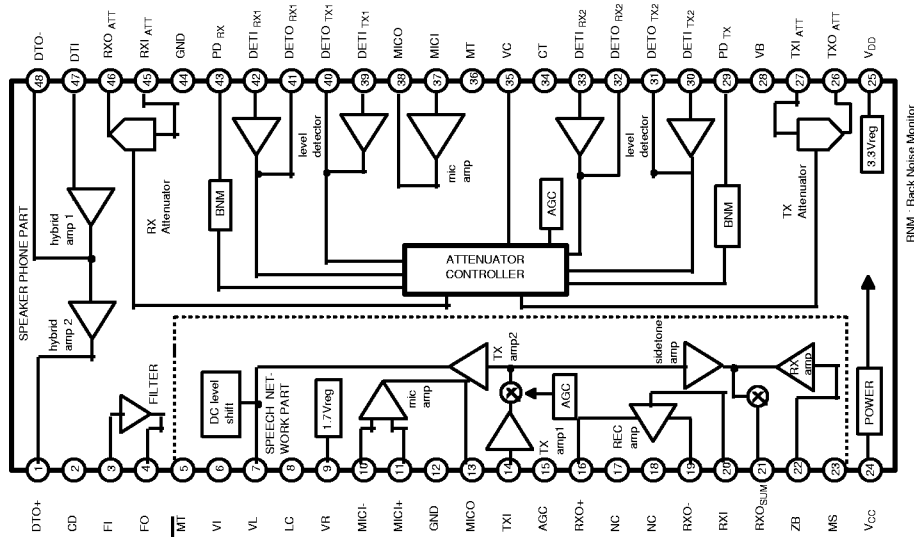 DTO-
DTI
RXO ATT
RXI ATT
GND
PD RX
DETI RX1
DETO RX1
DETO TX1
DETI TX1
MICO
MICI
MT
VC
CT
DETI RX2
DETO RX2
DETO TX2
DETI TX2
PD TX
VB
TXI ATT
TXO ATT
VDD
48
47
46
45
44
43
42
41
40
39
38
37
36
35
34
33
32
31
30
29
28
27
26
25
SPEAKER PHONE PART
hybrid
amp 1
hybrid
amp 2
RX
Attenuator
BNM
level
detector
mic
amp
AGC
level
detector
BNM
TX
Attenuator
3.3 Vreg
ATTENUATOR
CONTROLLER
FILTER
DC level
shift
SPEECH NET-
WORK PART
1.7 Vreg
mic
amp
TX
amp2
TX
amp1
AGC
REC
amp
sidetone
amp
RX
amp
POWER
1
2
3
4
5
6
7
8
9
10
11
12
13
14
15
16
17
18
19
20
21
22
23
24
DTO+
CD
FI
FO
MT
VI
VL
LC
VR
MICI-
MICI+
GND
MICO
TXI
AGC
RXO+
NC
NC
RXO-
RXI
RXOSUM
ZB
MS
VCC
BNM - Back Noise Monitor